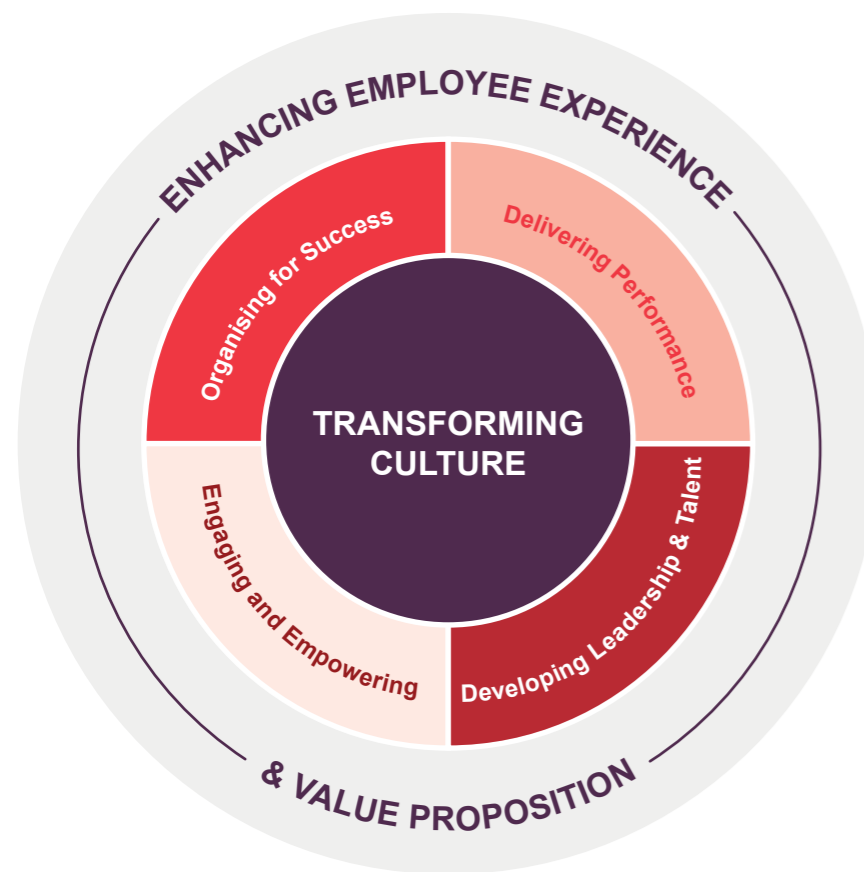 ENHANCING EMPLOYEE EXPERIENCE
& VALUE PROPOSITION
Organising for Success
Delivering Performance
TRANSFORMING
CULTURE
Engaging and Empowering
Developing Leadership & Talent